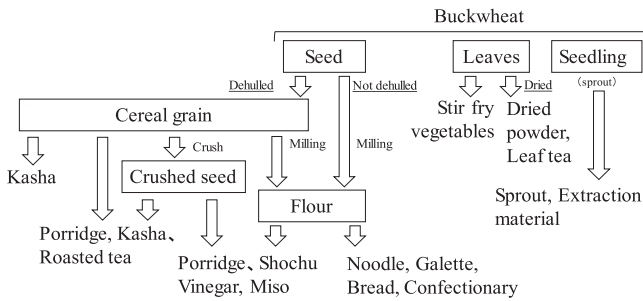 Buckwheat
Seed
Leaves
Seedling
Dehulled
Not dehulled
Dried
(sprout)
Cereal grain
Stir fry
vegetables
Dried
powder,
Leaf tea
Crush
Milling
Milling
Kasha
Crushed seed
Flour
Sprout, Extraction
material
Porridge, Kasha、
Roasted tea
Porridge、Shochu
Vinegar, Miso
Noodle, Galette,
Bread, Confectionary